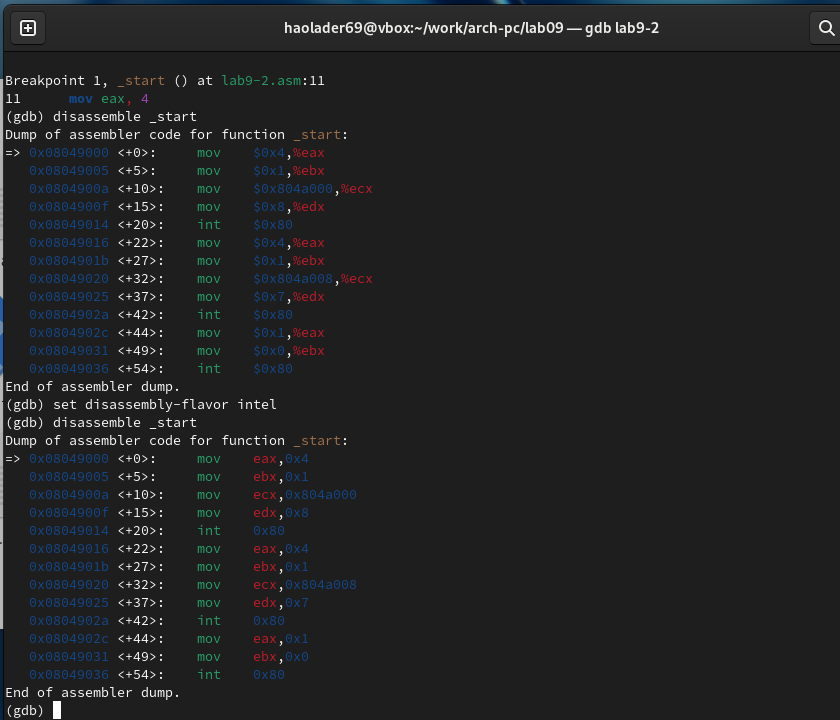 haolader69@vbox:~/work/arch-pc/lab09 — gdb lab9-2
Breakpoint 1, _start () at lab9-2.asm:11
11      mov eax, 4
(gdb) disassemble _start
Dump of assembler code for function _start:
=> 0x08049000 <+0>:     mov    $0x4,%eax
   0x08049005 <+5>:     mov    $0x1,%ebx
   0x0804900a <+10>:    mov    $0x804a000,%ecx
   0x0804900f <+15>:    mov    $0x8,%edx
   0x08049014 <+20>:    int    $0x80
   0x08049016 <+22>:    mov    $0x4,%eax
   0x0804901b <+27>:    mov    $0x1,%ebx
   0x08049020 <+32>:    mov    $0x804a008,%ecx
   0x08049025 <+37>:    mov    $0x7,%edx
   0x0804902a <+42>:    int    $0x80
   0x0804902c <+44>:    mov    $0x1,%eax
   0x08049031 <+49>:    mov    $0x0,%ebx
   0x08049036 <+54>:    int    $0x80
End of assembler dump.
(gdb) set disassembly-flavor intel
(gdb) disassemble _start
Dump of assembler code for function _start:
=> 0x08049000 <+0>:     mov    eax,0x4
   0x08049005 <+5>:     mov    ebx,0x1
   0x0804900a <+10>:    mov    ecx,0x804a000
   0x0804900f <+15>:    mov    edx,0x8
   0x08049014 <+20>:    int    0x80
   0x08049016 <+22>:    mov    eax,0x4
   0x0804901b <+27>:    mov    ebx,0x1
   0x08049020 <+32>:    mov    ecx,0x804a008
   0x08049025 <+37>:    mov    edx,0x7
   0x0804902a <+42>:    int    0x80
   0x0804902c <+44>:    mov    eax,0x1
   0x08049031 <+49>:    mov    ebx,0x0
   0x08049036 <+54>:    int    0x80
End of assembler dump.
(gdb)